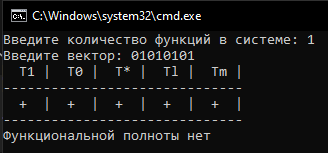 C:\Windows\system32\cmd.exe
Введите количество функций в системе: 1
Введите вектор: 01010101
T1 | T0 | T* | Tl | Tm |
------------------------------
+ | + | + | + | + |
------------------------------
Функциональной полноты нет